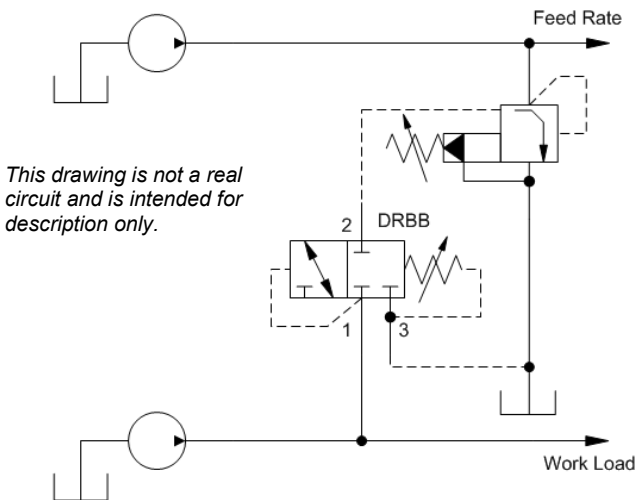 Feed Rate
This drawing is not a real
circuit and is intended for
description only.
2
DRBB
1
3
Work Load